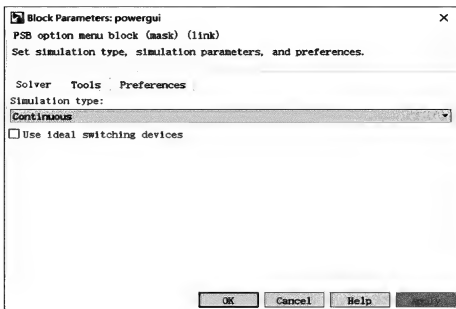 Block Parameters: powergui
PSB option menu block (mask) (link)
Set simulation type, simulation parameters, and preferences.
Solver Tools Preferences
Simulation type:
Continuous
Use ideal switching devices
OK Cancel Help